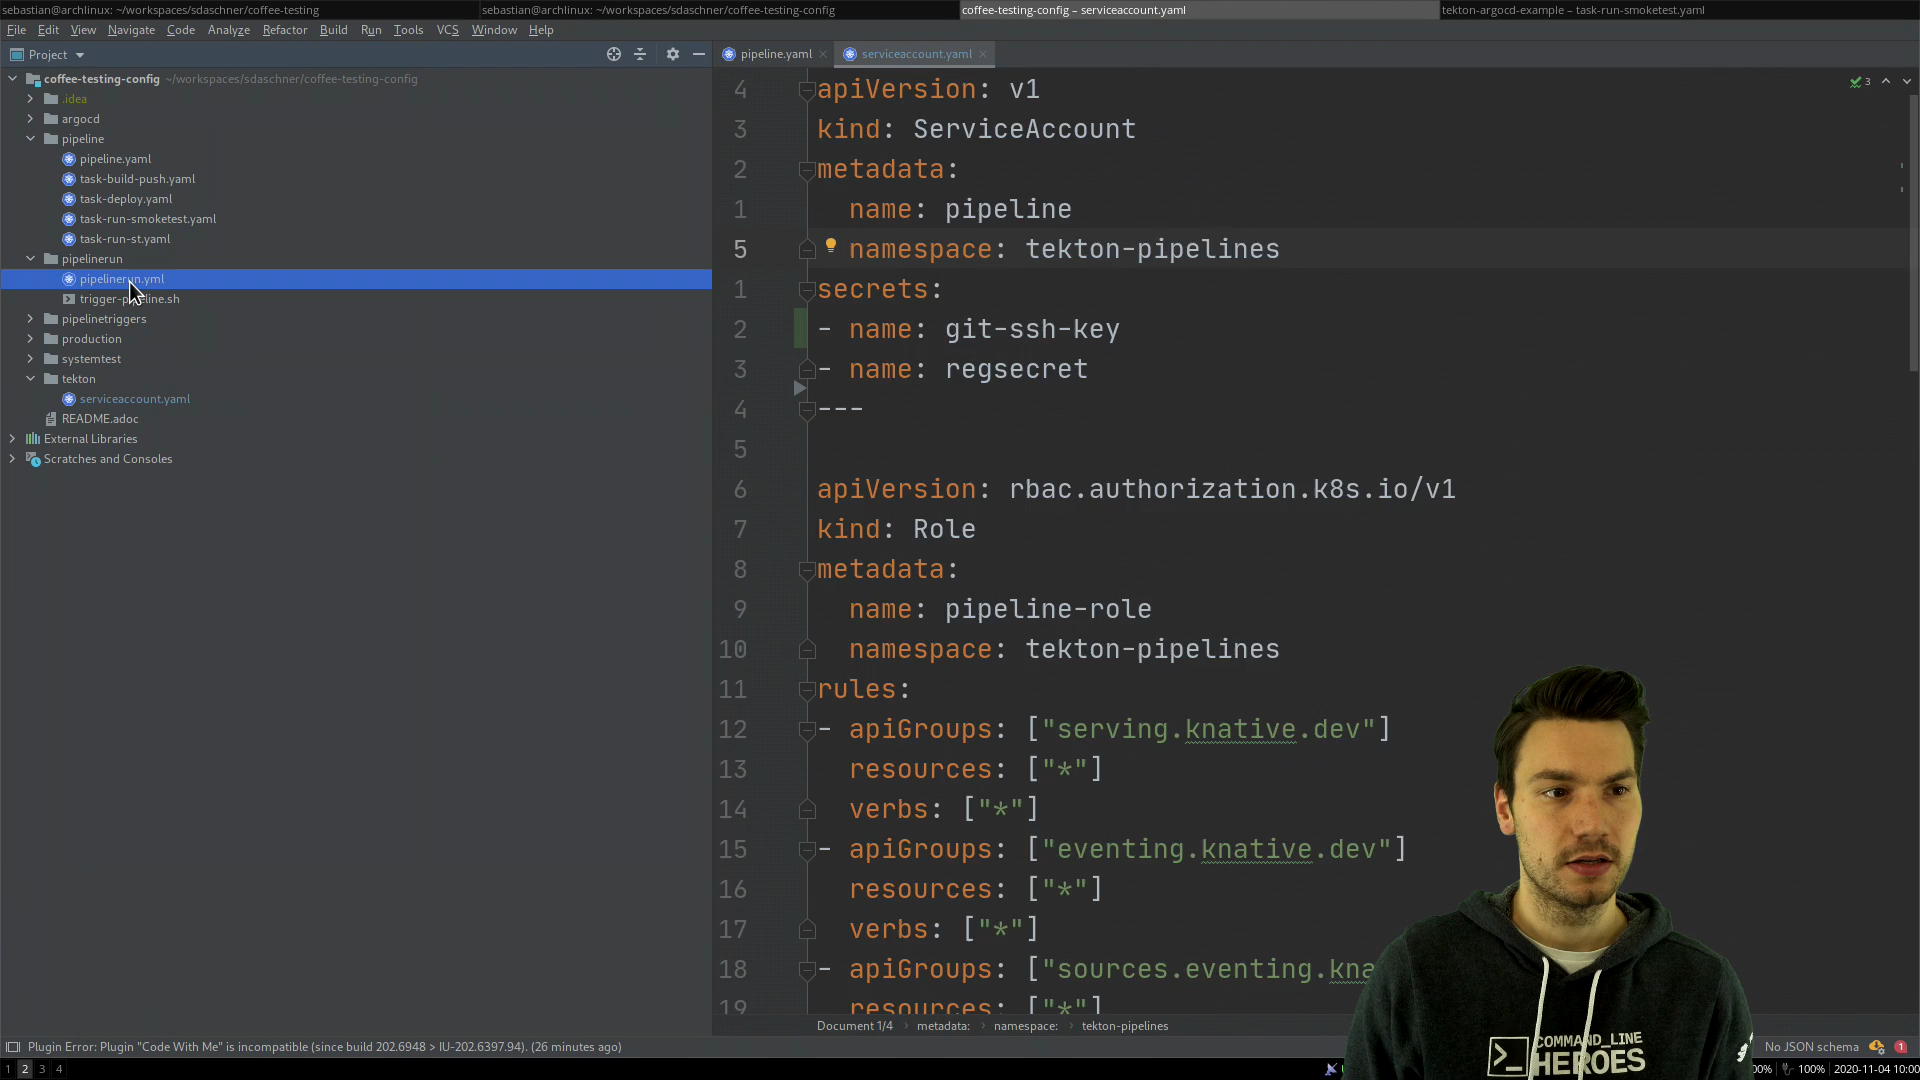 sebastian@archlinux: ~/workspaces/sdaschner/coffee-testing
sebastian@archlinux: ~/workspaces/sdaschner/coffee-testing-config
coffee-testing-config – serviceaccount.yaml
tekton-argocd-example – task-run-smoketest.yaml
File Edit View Navigate Code Analyze Refactor Build Run Tools VCS Window Help
Project
pipeline.yaml
serviceaccount.yaml
coffee-testing-config ~/workspaces/sdaschner/coffee-testing-config
.idea
argocd
pipeline
pipeline.yaml
task-build-push.yaml
task-deploy.yaml
task-run-smoketest.yaml
task-run-st.yaml
pipelinerun
pipelinerun.yml
pipelinetriggers
production
systemtest
tekton
serviceaccount.yaml
README.adoc
External Libraries
Scratches and Consoles
3
4 apiVersion: v1
3 kind: ServiceAccount
2 metadata:
1 name: pipeline
5 namespace: tekton-pipelines
1 secrets:
2 - name: git-ssh-key
3 - name: regsecret
4 ---
5
6 apiVersion: rbac.authorization.k8s.io/v1
7 kind: Role
8 metadata:
9 name: pipeline-role
10 namespace: tekton-pipelines
11 rules:
12 - apiGroups: ["serving.knative.dev"]
13 resources: ["*"]
14 verbs: ["*"]
15 - apiGroups: ["eventing.knative.dev"]
16 resources: ["*"]
17 verbs: ["*"]
18 - apiGroups: ["sources.eventing.kna
19 resources: ["*"]
Document 1/4 › metadata: › namespace: › tekton-pipelines
Plugin Error: Plugin "Code With Me" is incompatible (since build 202.6948 > IU-202.6397.94). (26 minutes ago)
No JSON schema
1
1 2 3 4
00% | 100% | 2020-11-04 10:00
COMMAND_LINE
HEROES